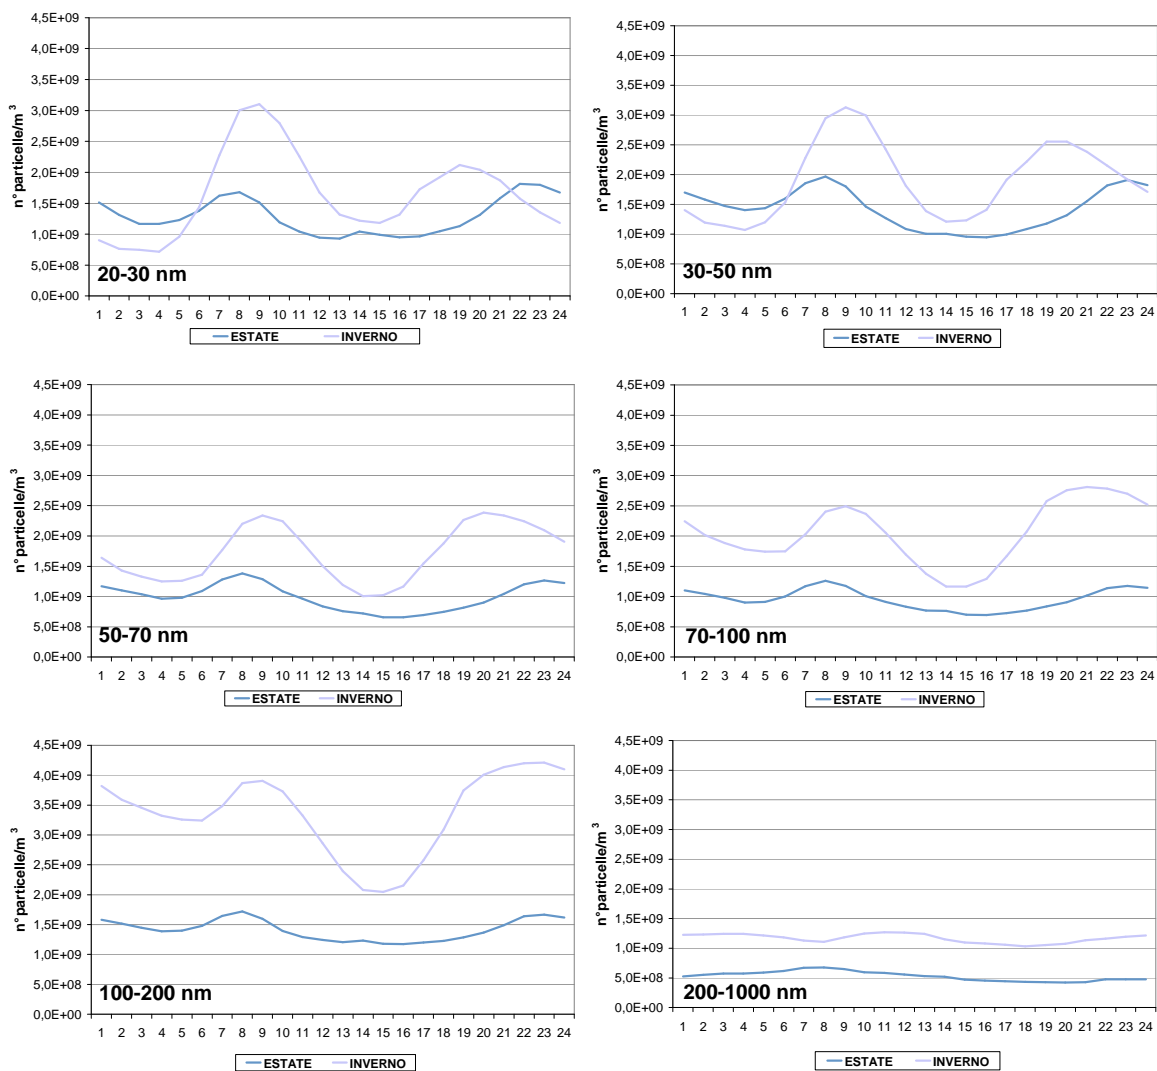 4,5E+09
4,0E+09
3,5E+09
3,0E+09
2,5E+09
2,0E+09
1,5E+09
1,0E+09
5,0E+08
0,0E+00
n°particelle/m³
20-30 nm
1 2 3 4 5 6 7 8 9 10 11 12 13 14 15 16 17 18 19 20 21 22 23 24
ESTATE INVERNO
4,5E+09
4,0E+09
3,5E+09
3,0E+09
2,5E+09
2,0E+09
1,5E+09
1,0E+09
5,0E+08
0,0E+00
n°particelle/m³
30-50 nm
1 2 3 4 5 6 7 8 9 10 11 12 13 14 15 16 17 18 19 20 21 22 23 24
ESTATE INVERNO
4,5E+09
4,0E+09
3,5E+09
3,0E+09
2,5E+09
2,0E+09
1,5E+09
1,0E+09
5,0E+08
0,0E+00
n°particelle/m³
50-70 nm
1 2 3 4 5 6 7 8 9 10 11 12 13 14 15 16 17 18 19 20 21 22 23 24
ESTATE INVERNO
4,5E+09
4,0E+09
3,5E+09
3,0E+09
2,5E+09
2,0E+09
1,5E+09
1,0E+09
5,0E+08
0,0E+00
n°particelle/m³
70-100 nm
1 2 3 4 5 6 7 8 9 10 11 12 13 14 15 16 17 18 19 20 21 22 23 24
ESTATE INVERNO
4,5E+09
4,0E+09
3,5E+09
3,0E+09
2,5E+09
2,0E+09
1,5E+09
1,0E+09
5,0E+08
0,0E+00
n°particelle/m³
100-200 nm
1 2 3 4 5 6 7 8 9 10 11 12 13 14 15 16 17 18 19 20 21 22 23 24
ESTATE INVERNO
4,5E+09
4,0E+09
3,5E+09
3,0E+09
2,5E+09
2,0E+09
1,5E+09
1,0E+09
5,0E+08
0,0E+00
n°particelle/m³
200-1000 nm
1 2 3 4 5 6 7 8 9 10 11 12 13 14 15 16 17 18 19 20 21 22 23 24
ESTATE INVERNO